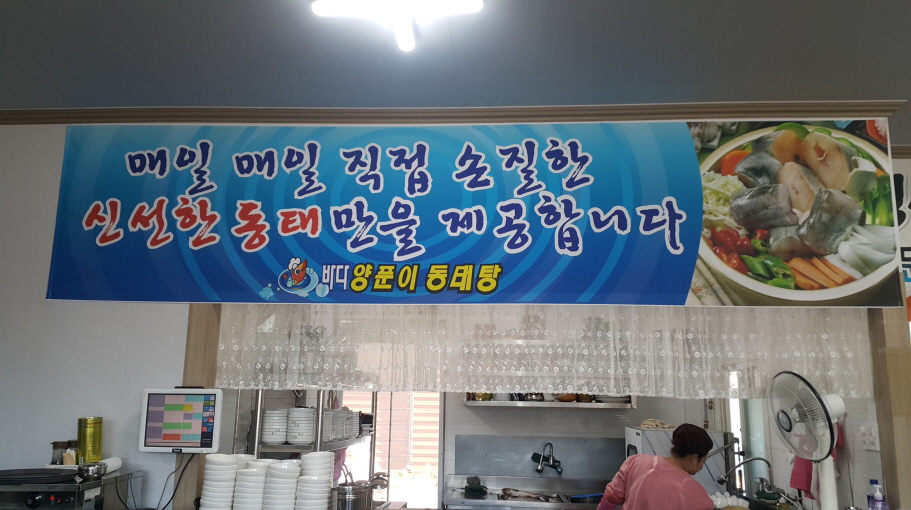 매일 매일 직접 손질한
신선한 동태만을 제공합니다
바다양푼이 동태탕